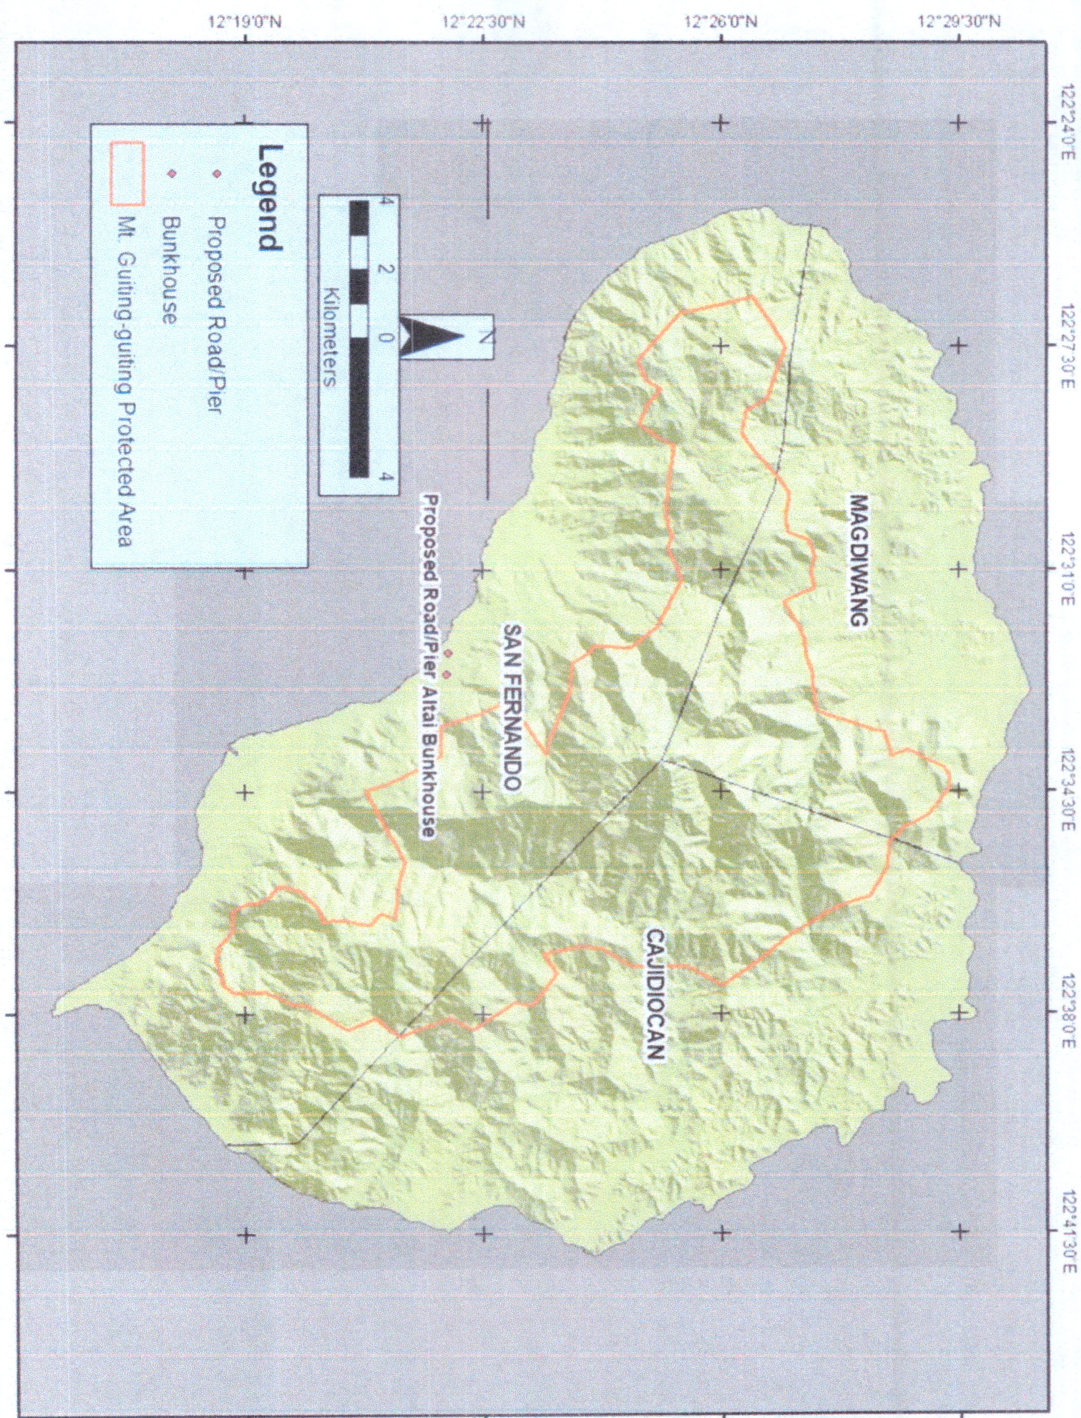 122°24'0"E
122°27'30"E
122°31'0"E
122°34'30"E
122°38'0"E
122°41'30"E
12°29'30"N
12°26'0"N
12°22'30"N
12°19'0"N
MAGDIWANG
CAJIDIOCAN
SAN FERNANDO
Proposed Road/Pier Altai Bunkhouse
N
4 2 0 4
Kilometers
Legend
Proposed Road/Pier
Bunkhouse
Mt. Guiting-guiting Protected Area